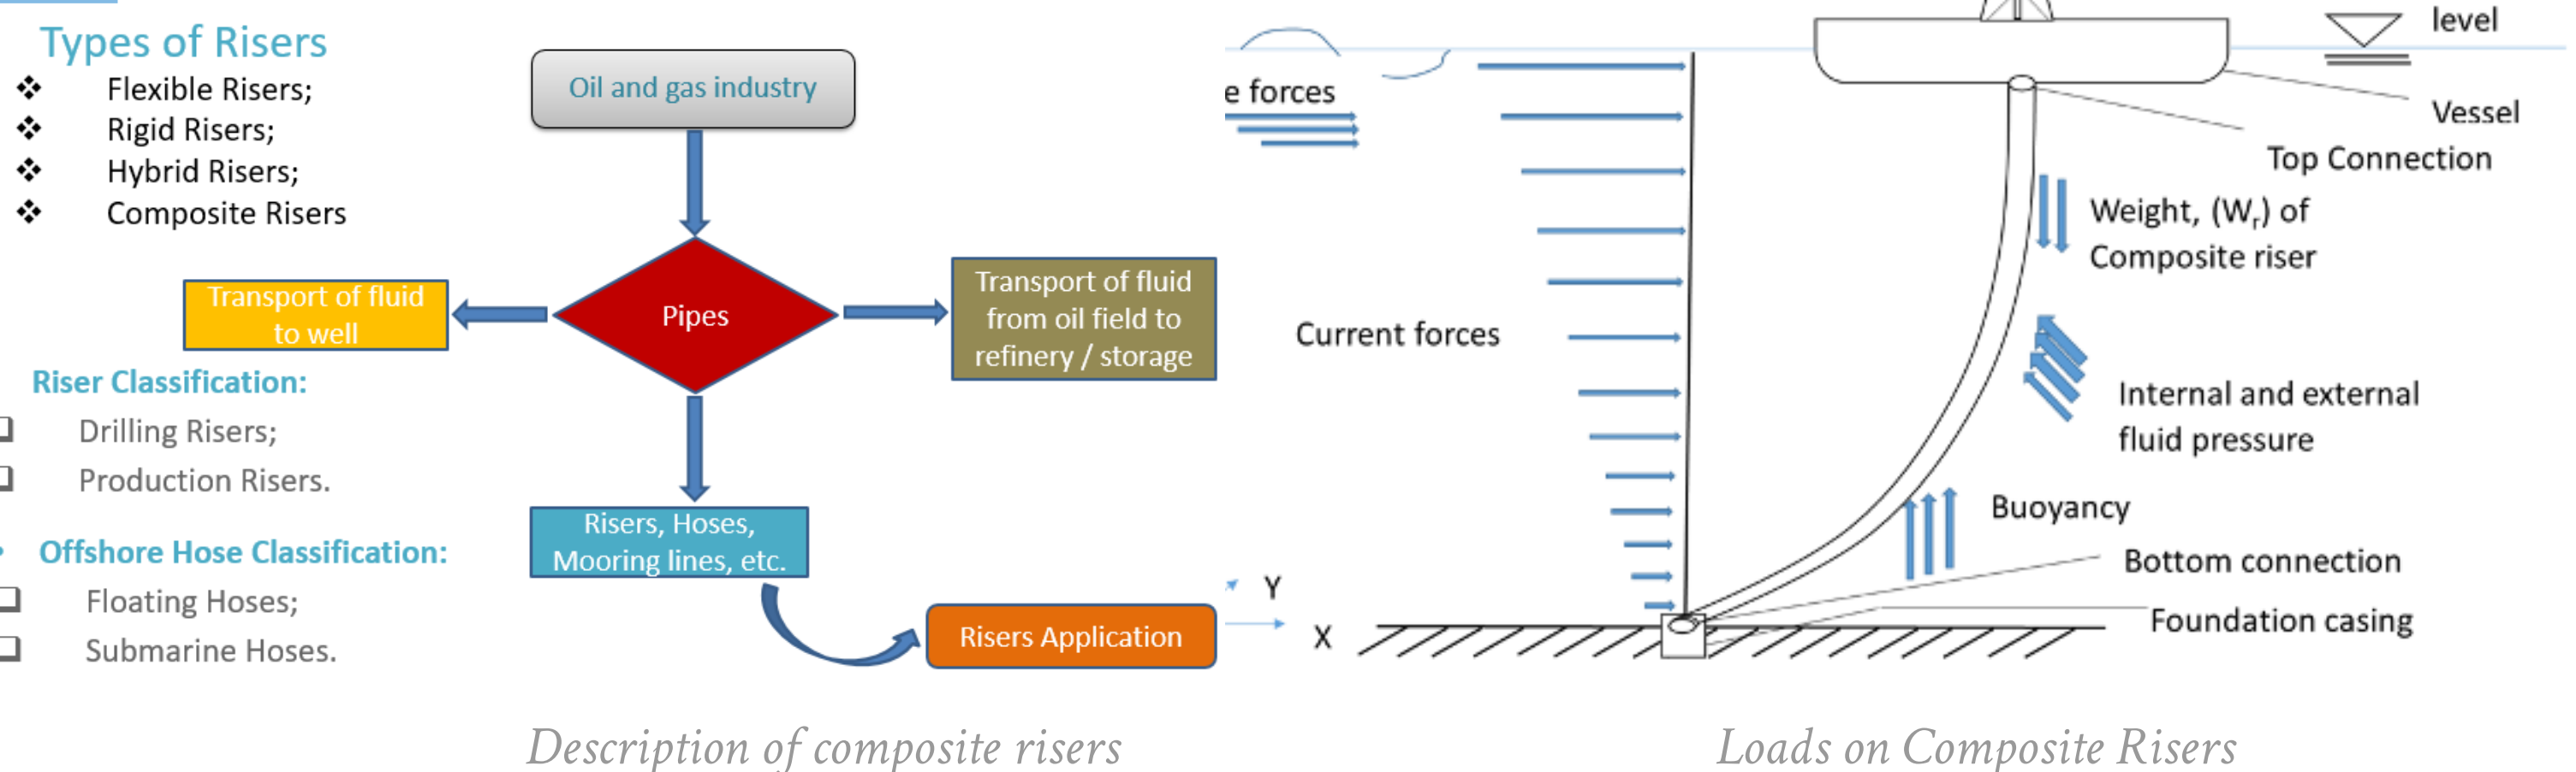 Types of Risers
Flexible Risers;
Rigid Risers;
Hybrid Risers;
Composite Risers
Oil and gas industry
Pipes
Transport of fluid
to well
Transport of fluid
from oil field to
refinery / storage
Riser Classification:
Drilling Risers;
Production Risers.
Offshore Hose Classification:
Floating Hoses;
Submarine Hoses.
Risers, Hoses,
Mooring lines, etc.
Risers Application
Description of composite risers
e forces
Current forces
Y
X
level
Vessel
Top Connection
Weight, (Wr) of
Composite riser
Internal and external
fluid pressure
Buoyancy
Bottom connection
Foundation casing
Loads on Composite Risers